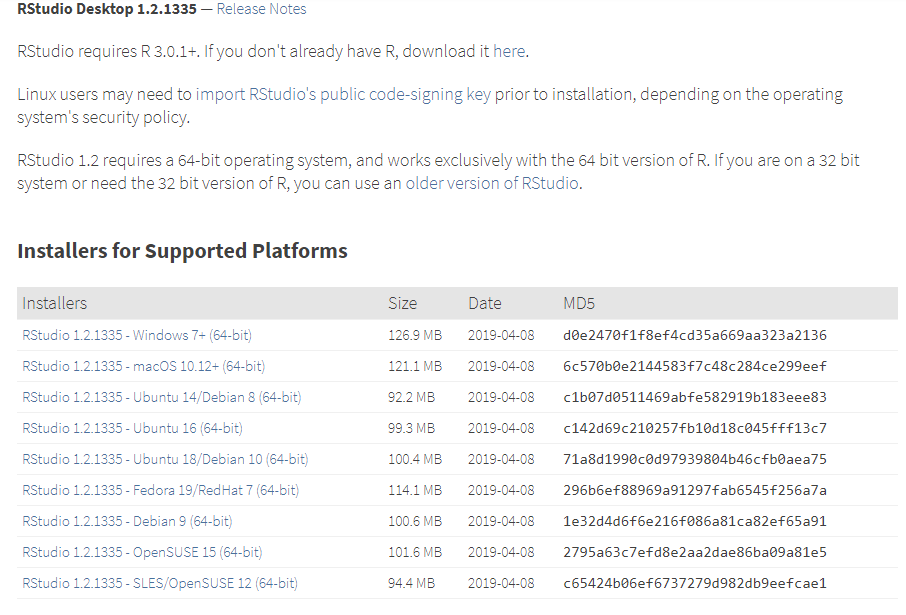 RStudio Desktop 1.2.1335 — Release Notes
RStudio requires R 3.0.1+. If you don't already have R, download it here.
Linux users may need to import RStudio's public code-signing key prior to installation, depending on the operating
system's security policy.
RStudio 1.2 requires a 64-bit operating system, and works exclusively with the 64 bit version of R. If you are on a 32 bit
system or need the 32 bit version of R, you can use an older version of RStudio.
Installers for Supported Platforms
Installers Size Date MD5
RStudio 1.2.1335 - Windows 7+ (64-bit) 126.9 MB 2019-04-08 d0e2470f1f8ef4cd35a669aa323a2136
RStudio 1.2.1335 - macOS 10.12+ (64-bit) 121.1 MB 2019-04-08 6c570b0e2144583f7c48c284ce299eef
RStudio 1.2.1335 - Ubuntu 14/Debian 8 (64-bit) 92.2 MB 2019-04-08 c1b07d0511469abfe582919b183eee83
RStudio 1.2.1335 - Ubuntu 16 (64-bit) 99.3 MB 2019-04-08 c142d69c210257fb10d18c045fff13c7
RStudio 1.2.1335 - Ubuntu 18/Debian 10 (64-bit) 100.4 MB 2019-04-08 71a8d1990c0d97939804b46cfb0aea75
RStudio 1.2.1335 - Fedora 19/RedHat 7 (64-bit) 114.1 MB 2019-04-08 296b6ef88969a91297fab6545f256a7a
RStudio 1.2.1335 - Debian 9 (64-bit) 100.6 MB 2019-04-08 1e32d4d6f6e216f086a81ca82ef65a91
RStudio 1.2.1335 - OpenSUSE 15 (64-bit) 101.6 MB 2019-04-08 2795a63c7efd8e2aa2dae86ba09a81e5
RStudio 1.2.1335 - SLES/OpenSUSE 12 (64-bit) 94.4 MB 2019-04-08 c65424b06ef6737279d982db9eefcae1